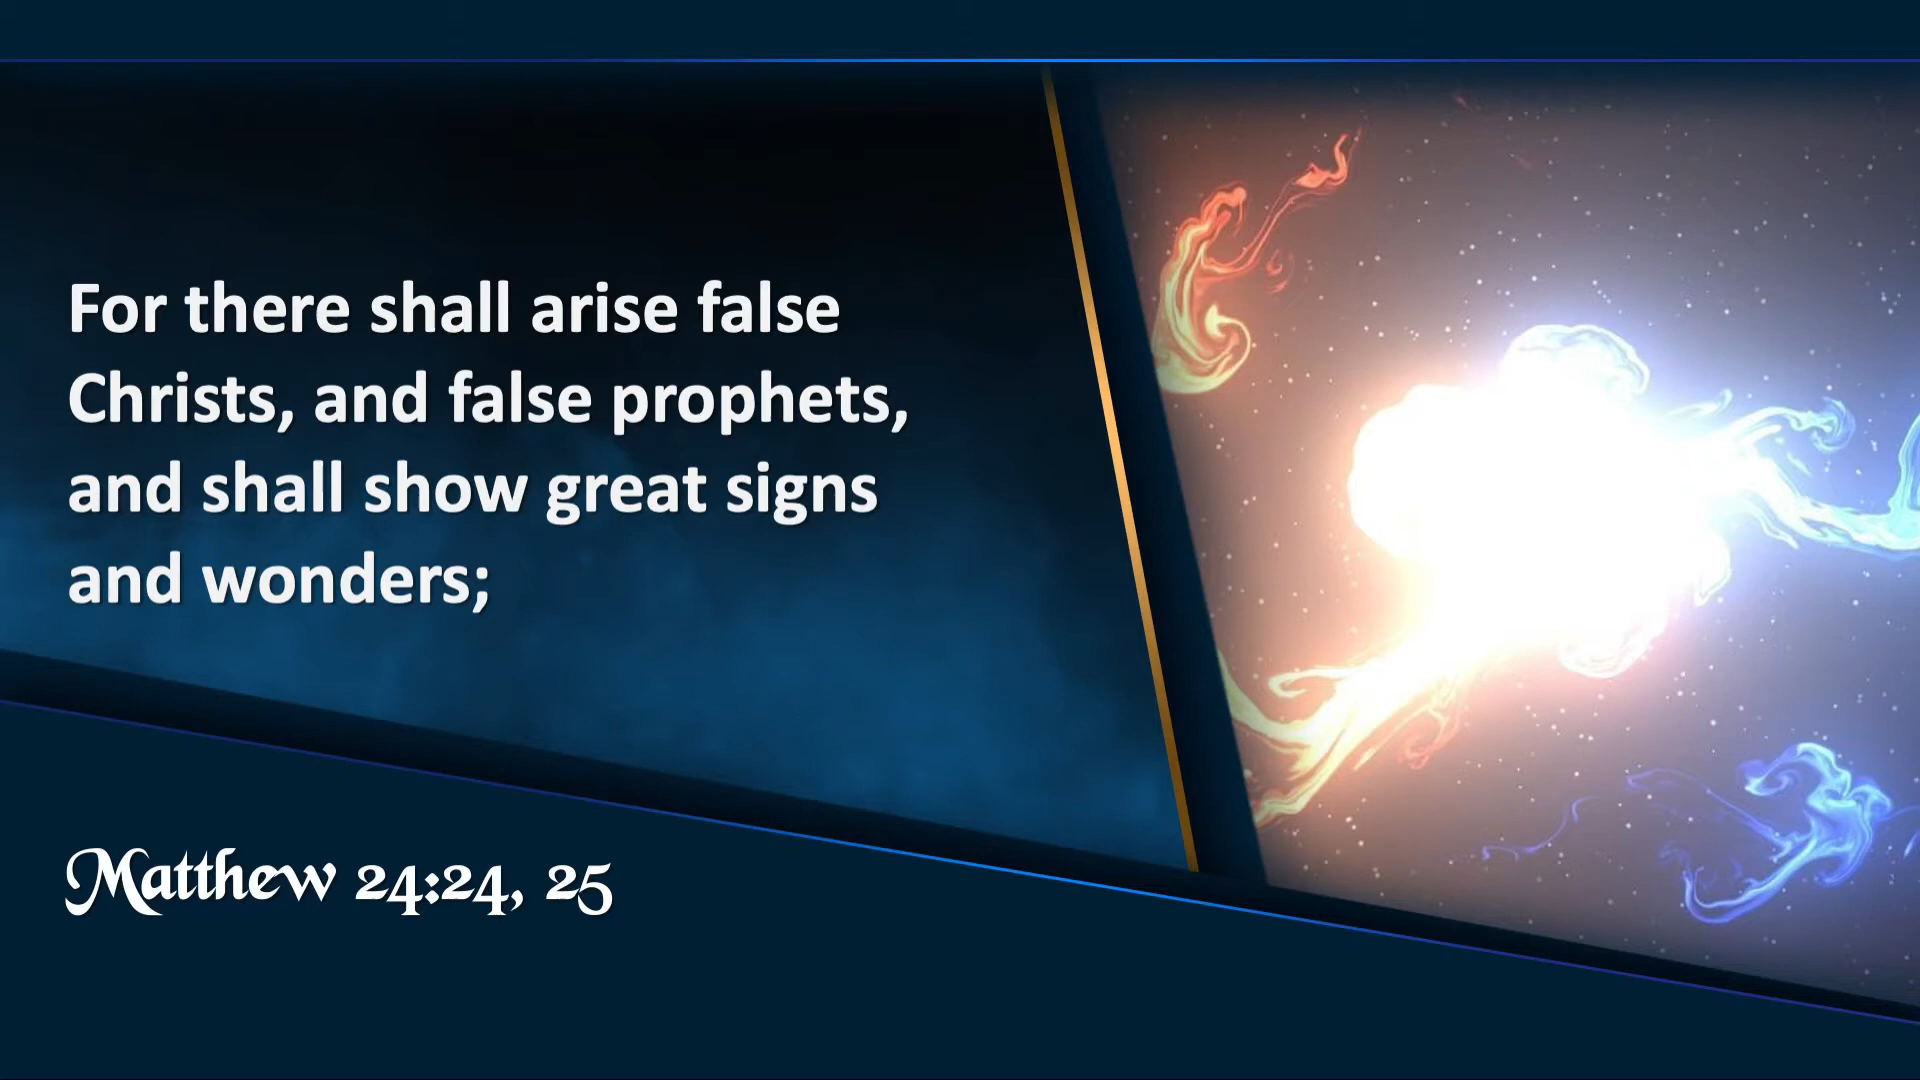 For there shall arise false
Christs, and false prophets,
and shall show great signs
and wonders;
Matthew 24:24, 25